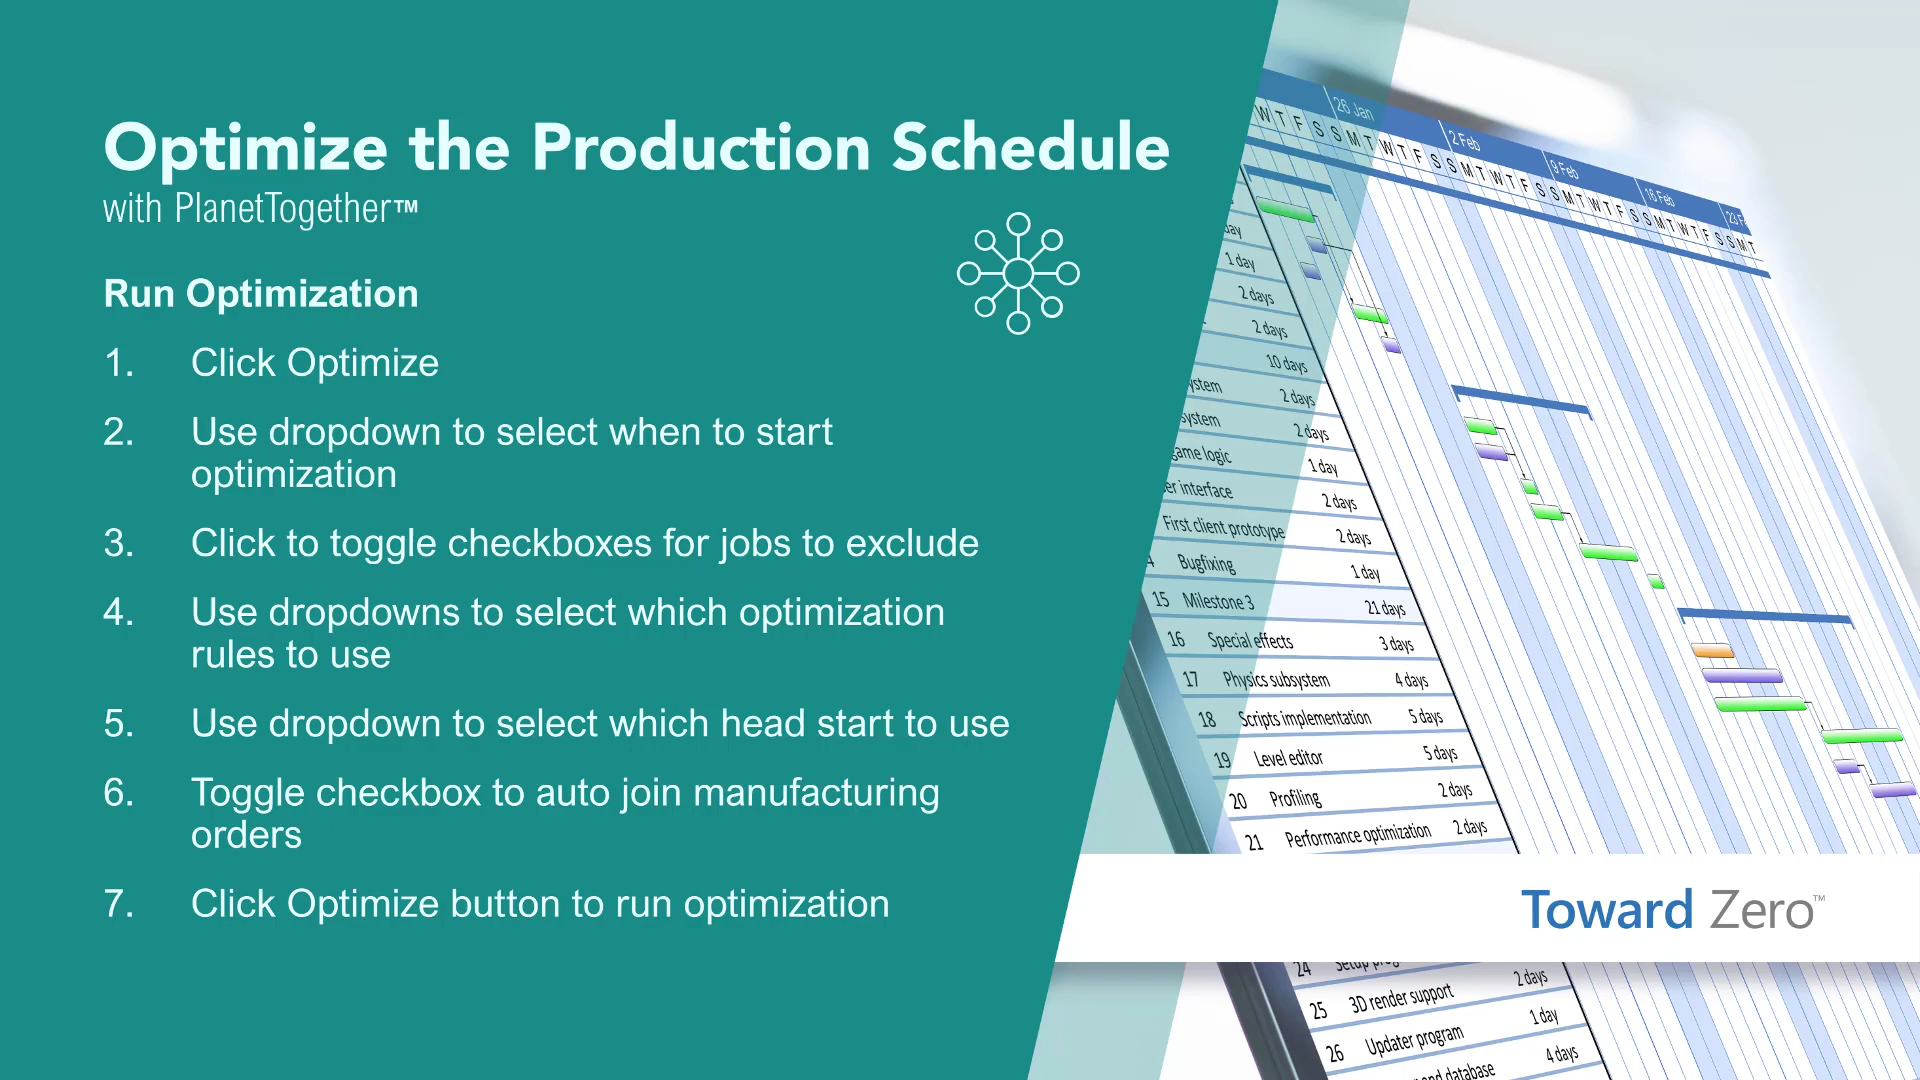 Optimize the Production Schedule
with PlanetTogether™
Run Optimization
1. Click Optimize
2. Use dropdown to select when to start
optimization
3. Click to toggle checkboxes for jobs to exclude
4. Use dropdowns to select which optimization
rules to use
5. Use dropdown to select which head start to use
6. Toggle checkbox to auto join manufacturing
orders
7. Click Optimize button to run optimization
26 Jan 2 Feb 9 Feb 16 Feb
W T F S S M T W T F S S M T W T F S S M T W T F S S M T W T F S S M T
1 day
2 days
2 days
10 days
2 days
2 days
game logic 1 day
interface 2 days
First client prototype 2 days
Bugfixing 1 day
15 Milestone 3 21 days
16 Special effects 3 days
17 Physics subsystem 4 days
18 Scripts implementation 5 days
19 Level editor 5 days
20 Profiling 2 days
21 Performance optimization 2 days
Toward Zero™
24
25 3D render support 2 days
26 Updater program 1 day
database 4 days